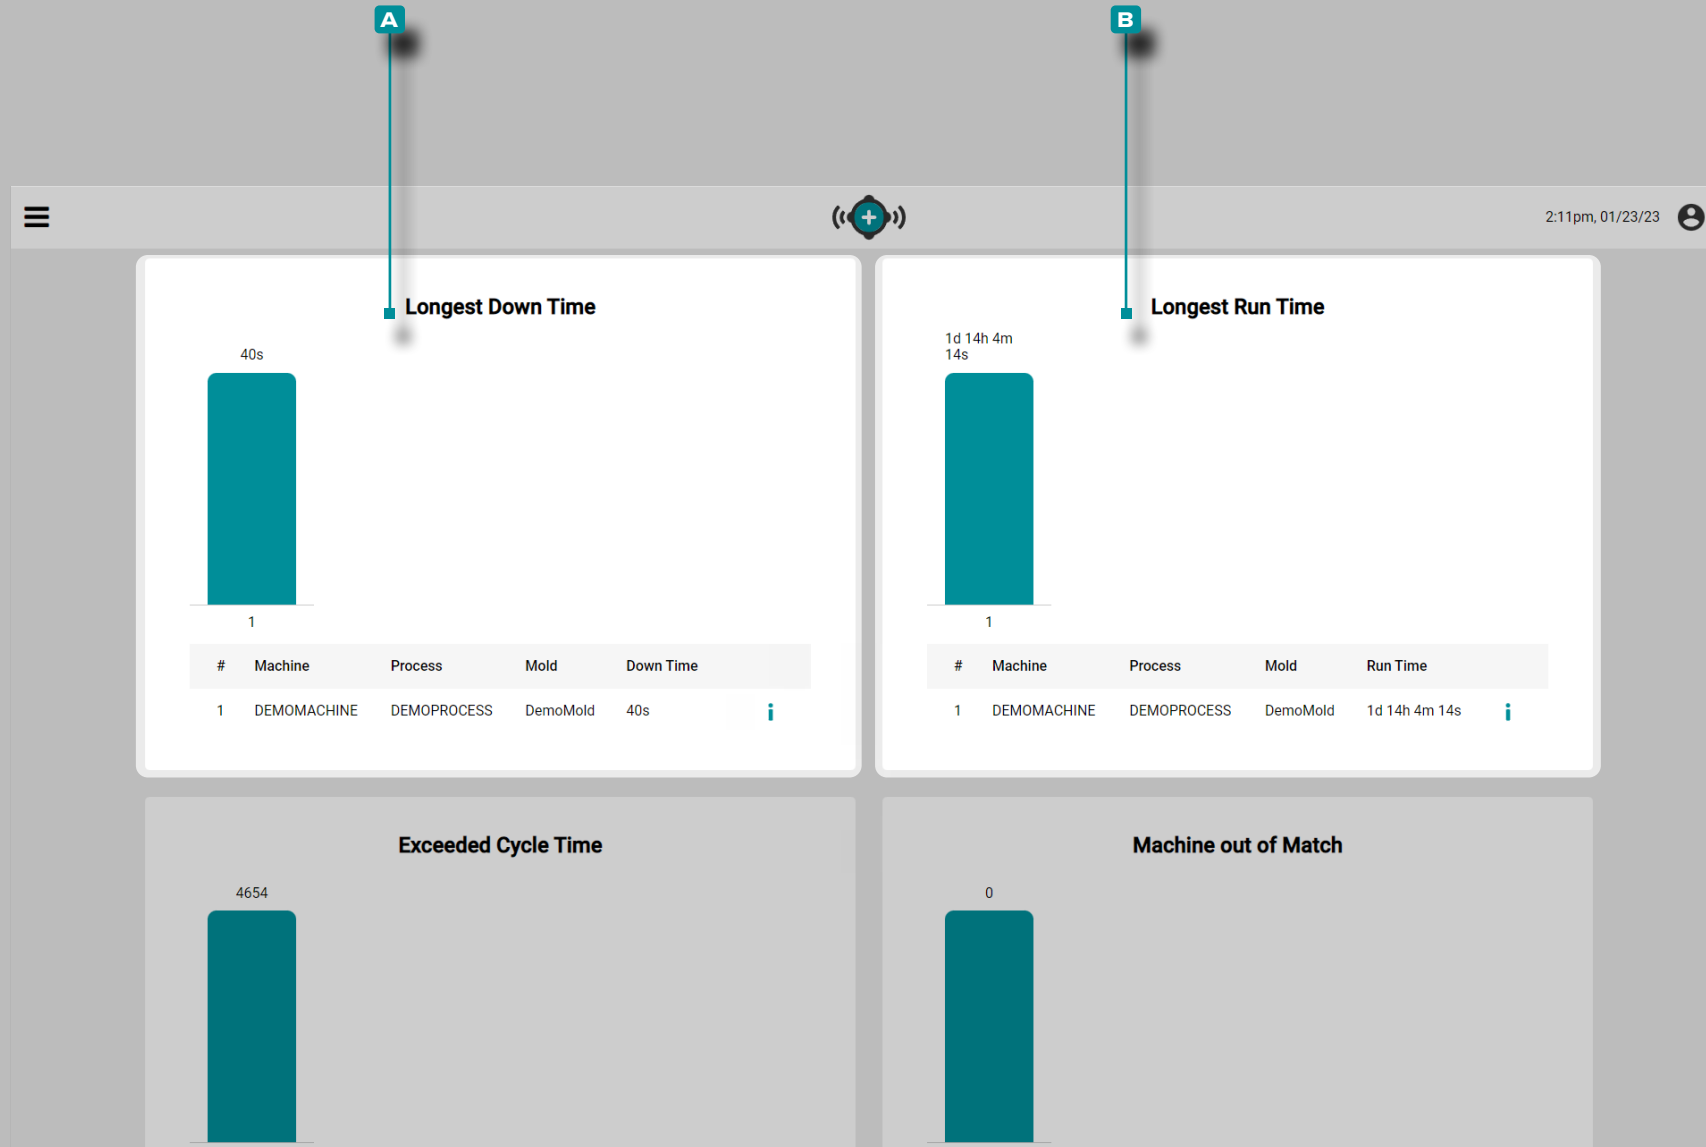 A
B
2:11pm, 01/23/23
Longest Down Time
40s
1
# Machine Process Mold Down Time
1 DEMOMACHINE DEMOPROCESS DemoMold 40s
Longest Run Time
1d 14h 4m
14s
1
# Machine Process Mold Run Time
1 DEMOMACHINE DEMOPROCESS DemoMold 1d 14h 4m 14s
Exceeded Cycle Time
4654
Machine out of Match
0